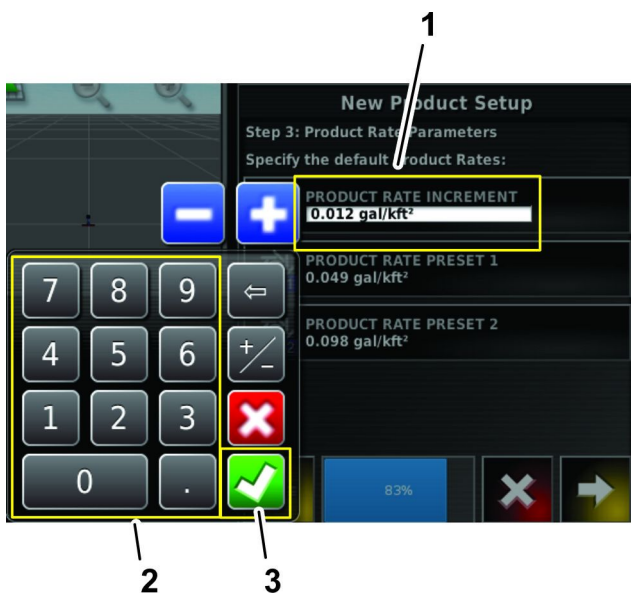 1
New Product Setup
Step 3: Product Rate Parameters
Specify the default Product Rates:
PRODUCT RATE INCREMENT
0.012 gal/kft²
PRODUCT RATE PRESET 1
0.049 gal/kft²
PRODUCT RATE PRESET 2
0.098 gal/kft²
7 8 9
4 5 6 +/−
1 2 3
0 .
83%
2 3